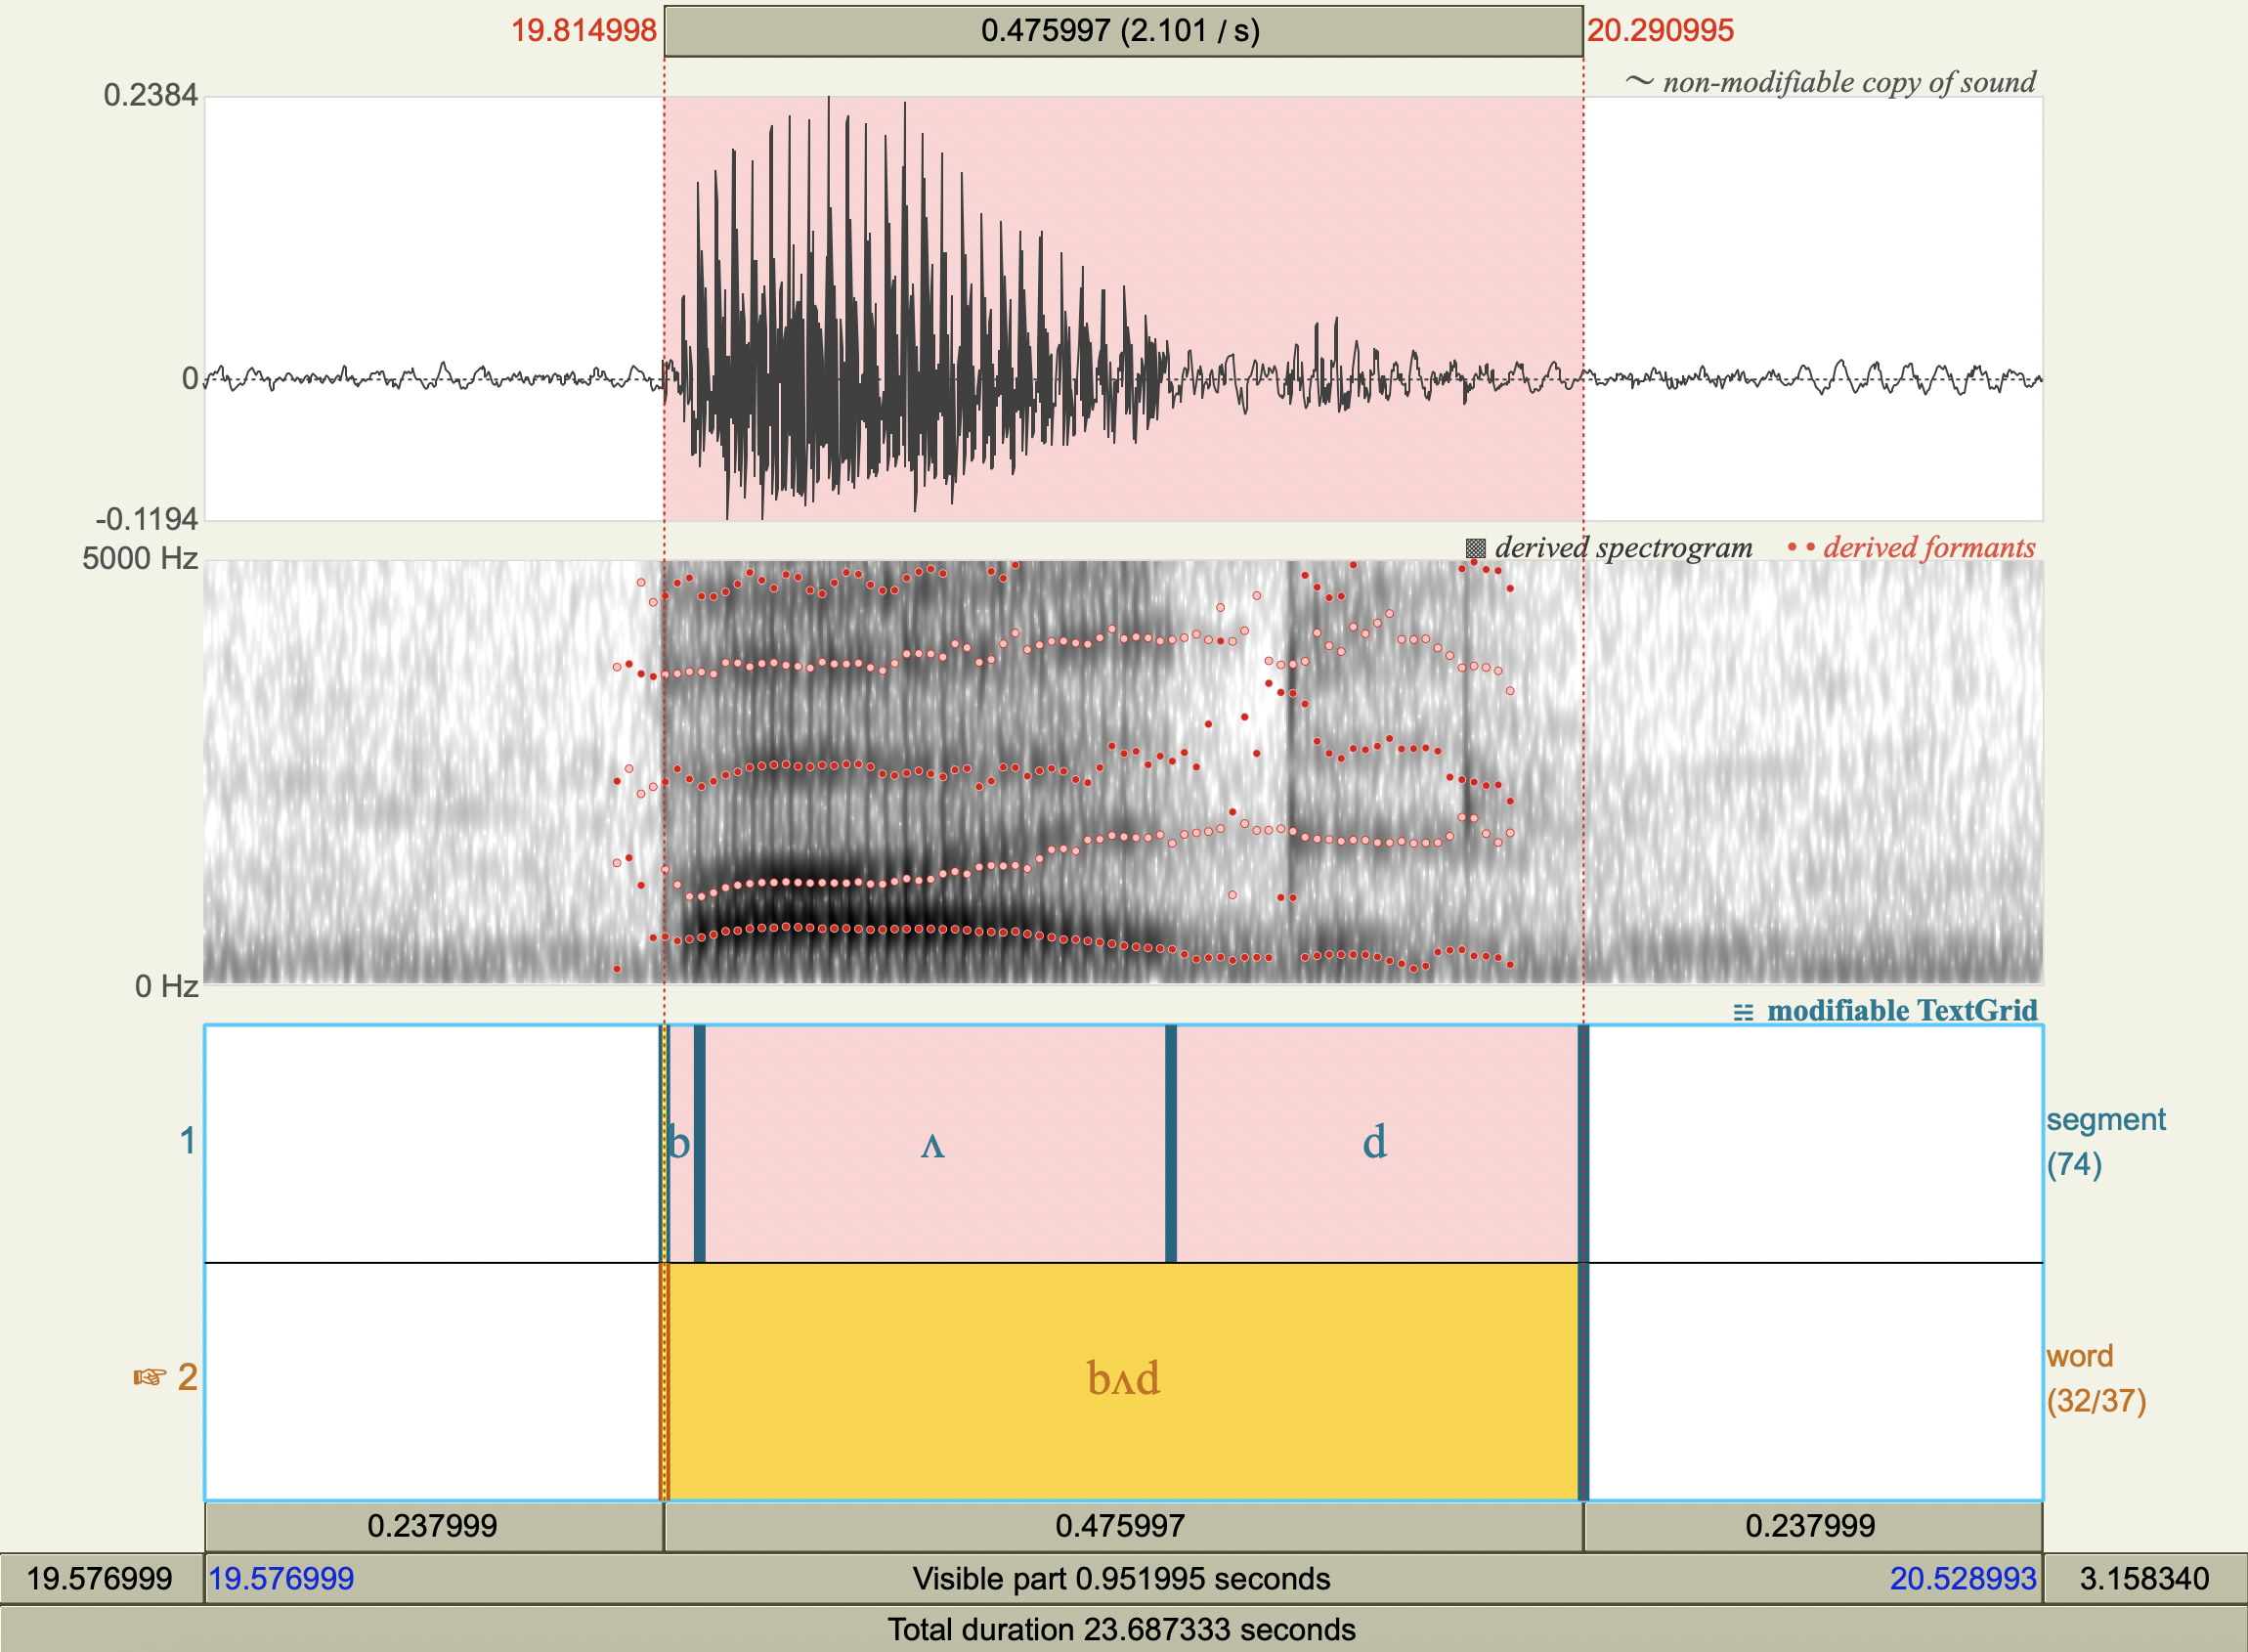 19.814998 0.475997 (2.101 / s) 20.290995
0.2384 ~ non-modifiable copy of sound
0
-0.1194
5000 Hz derived spectrogram derived formants
0 Hz
modifiable TextGrid
1 b ʌ d segment
(74)
☞ 2 bʌd word
(32/37)
0.237999 0.475997 0.237999
19.576999 19.576999 Visible part 0.951995 seconds 20.528993 3.158340
Total duration 23.687333 seconds